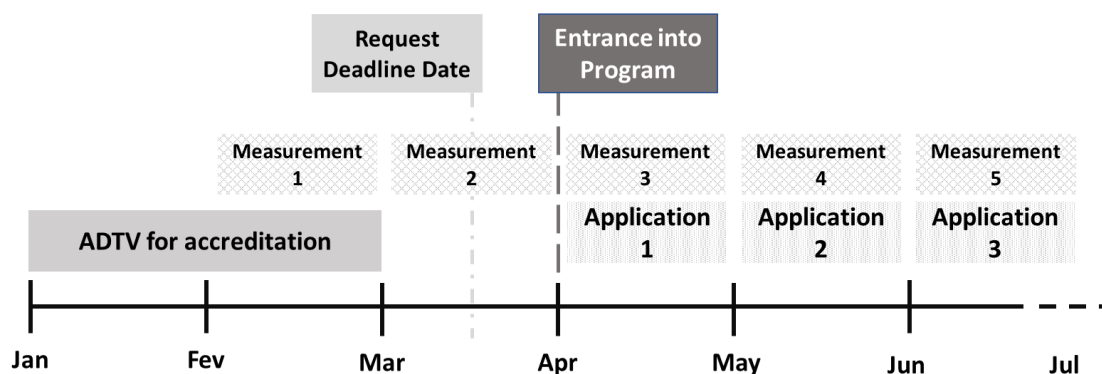 Request
Deadline Date
Entrance into
Program
Measurement
1
Measurement
2
Measurement
3
Measurement
4
Measurement
5
ADTV for accreditation
Application
1
Application
2
Application
3
Jan
Fev
Mar
Apr
May
Jun
Jul